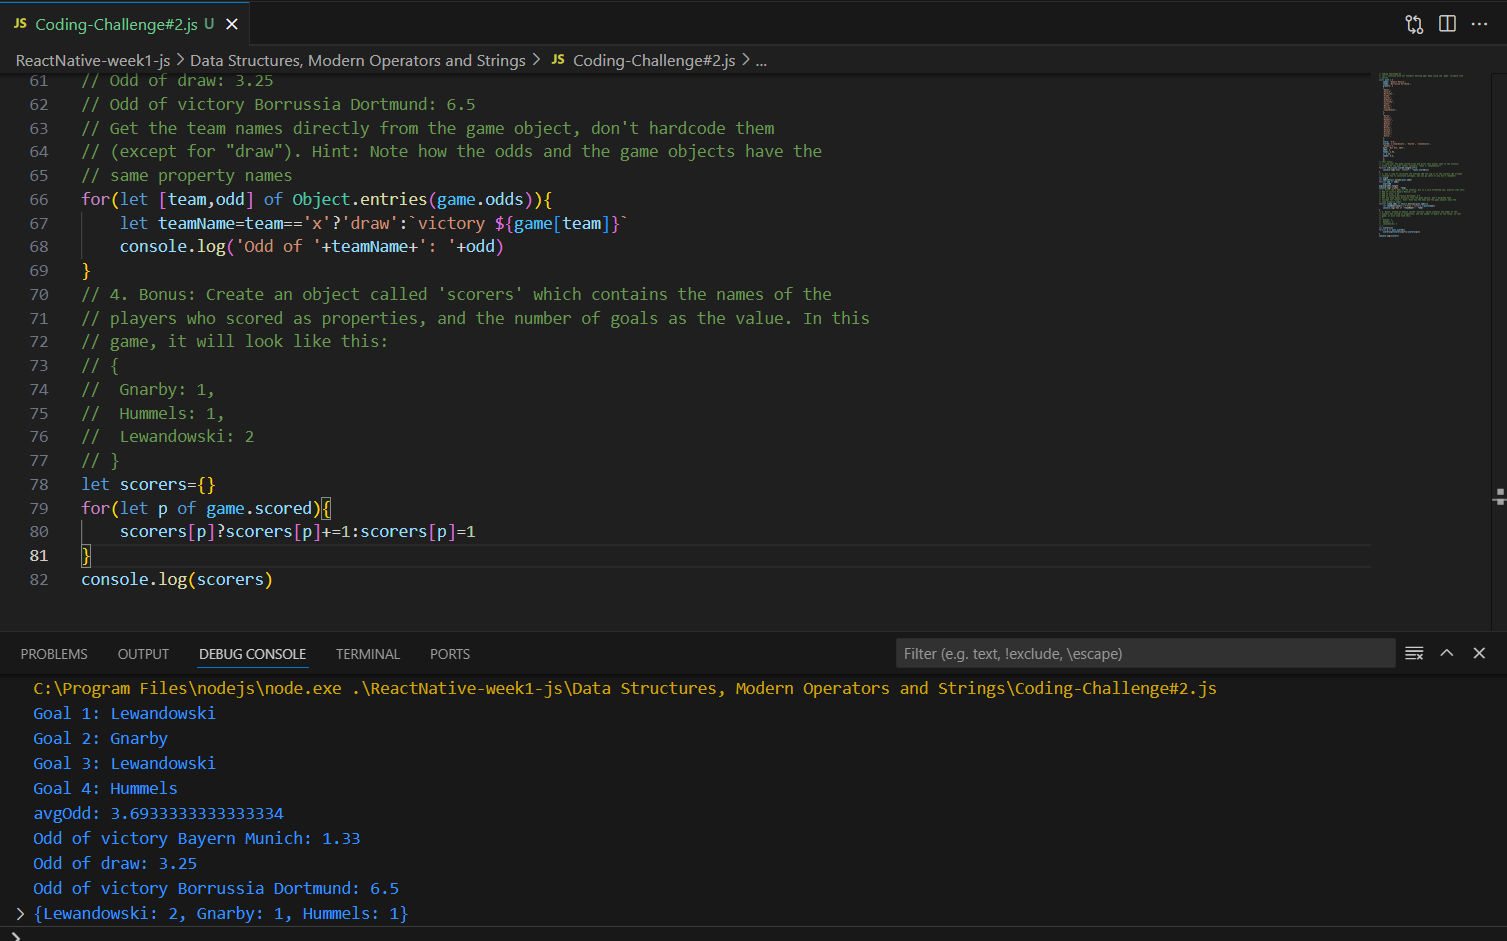 JS Coding-Challenge#2.js U
ReactNative-week1-js > Data Structures, Modern Operators and Strings > JS Coding-Challenge#2.js > ...
61 // Odd of draw: 3.25
62 // Odd of victory Borrussia Dortmund: 6.5
63 // Get the team names directly from the game object, don't hardcode them
64 // (except for "draw"). Hint: Note how the odds and the game objects have the
65 // same property names
66 for(let [team,odd] of Object.entries(game.odds)){
67     let teamName=team=='x'?'draw':`victory ${game[team]}`
68     console.log('Odd of '+teamName+': '+odd)
69 }
70 // 4. Bonus: Create an object called 'scorers' which contains the names of the
71 // players who scored as properties, and the number of goals as the value. In this
72 // game, it will look like this:
73 // {
74 //  Gnarby: 1,
75 //  Hummels: 1,
76 //  Lewandowski: 2
77 // }
78 let scorers={}
79 for(let p of game.scored){
80     scorers[p]?scorers[p]+=1:scorers[p]=1
81 }
82 console.log(scorers)
PROBLEMS OUTPUT DEBUG CONSOLE TERMINAL PORTS Filter (e.g. text, !exclude, \escape)
C:\Program Files\nodejs\node.exe .\ReactNative-week1-js\Data Structures, Modern Operators and Strings\Coding-Challenge#2.js
Goal 1: Lewandowski
Goal 2: Gnarby
Goal 3: Lewandowski
Goal 4: Hummels
avgOdd: 3.6933333333333334
Odd of victory Bayern Munich: 1.33
Odd of draw: 3.25
Odd of victory Borrussia Dortmund: 6.5
> {Lewandowski: 2, Gnarby: 1, Hummels: 1}
>